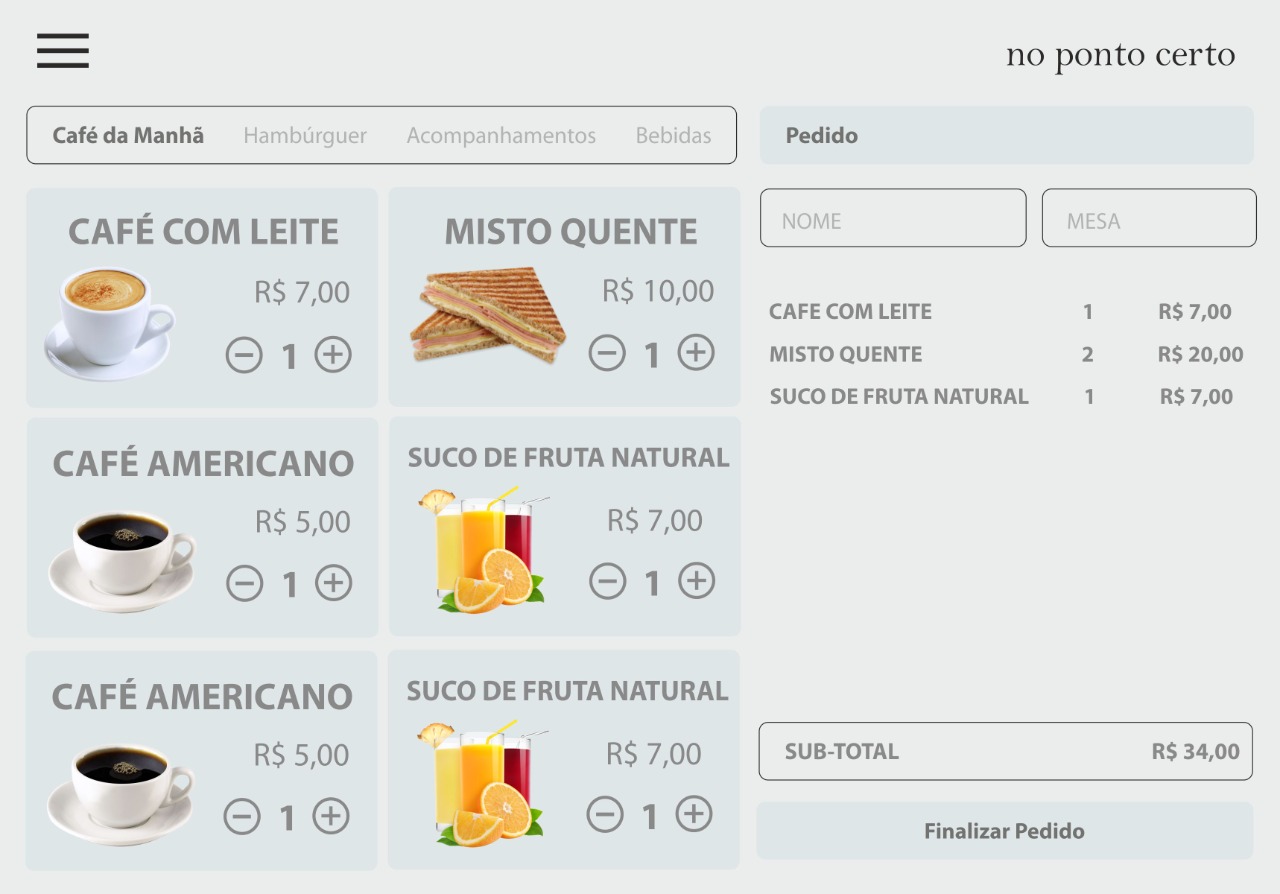 no ponto certo
Café da Manhã Hambúrguer Acompanhamentos Bebidas
CAFÉ COM LEITE
R$ 7,00
1
MISTO QUENTE
R$ 10,00
1
CAFÉ AMERICANO
R$ 5,00
1
SUCO DE FRUTA NATURAL
R$ 7,00
1
CAFÉ AMERICANO
R$ 5,00
1
SUCO DE FRUTA NATURAL
R$ 7,00
1
Pedido
NOME MESA
CAFE COM LEITE 1 R$ 7,00
MISTO QUENTE 2 R$ 20,00
SUCO DE FRUTA NATURAL 1 R$ 7,00
SUB-TOTAL R$ 34,00
Finalizar Pedido